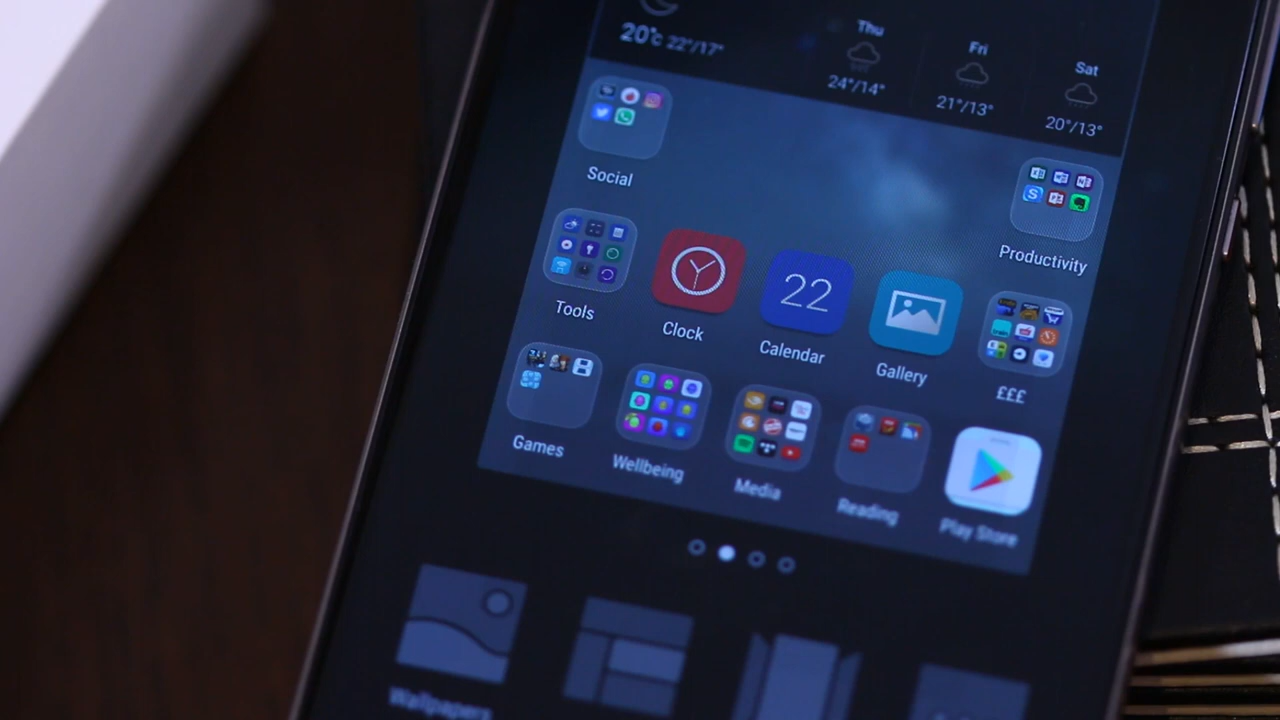 20°c 22°/17°
Thu
24°/14°
Fri
21°/13°
Sat
20°/13°
Social
Productivity
Tools
Clock
22
Calendar
Gallery
£££
Games
Wellbeing
Media
Reading
Play Store
Wallpapers